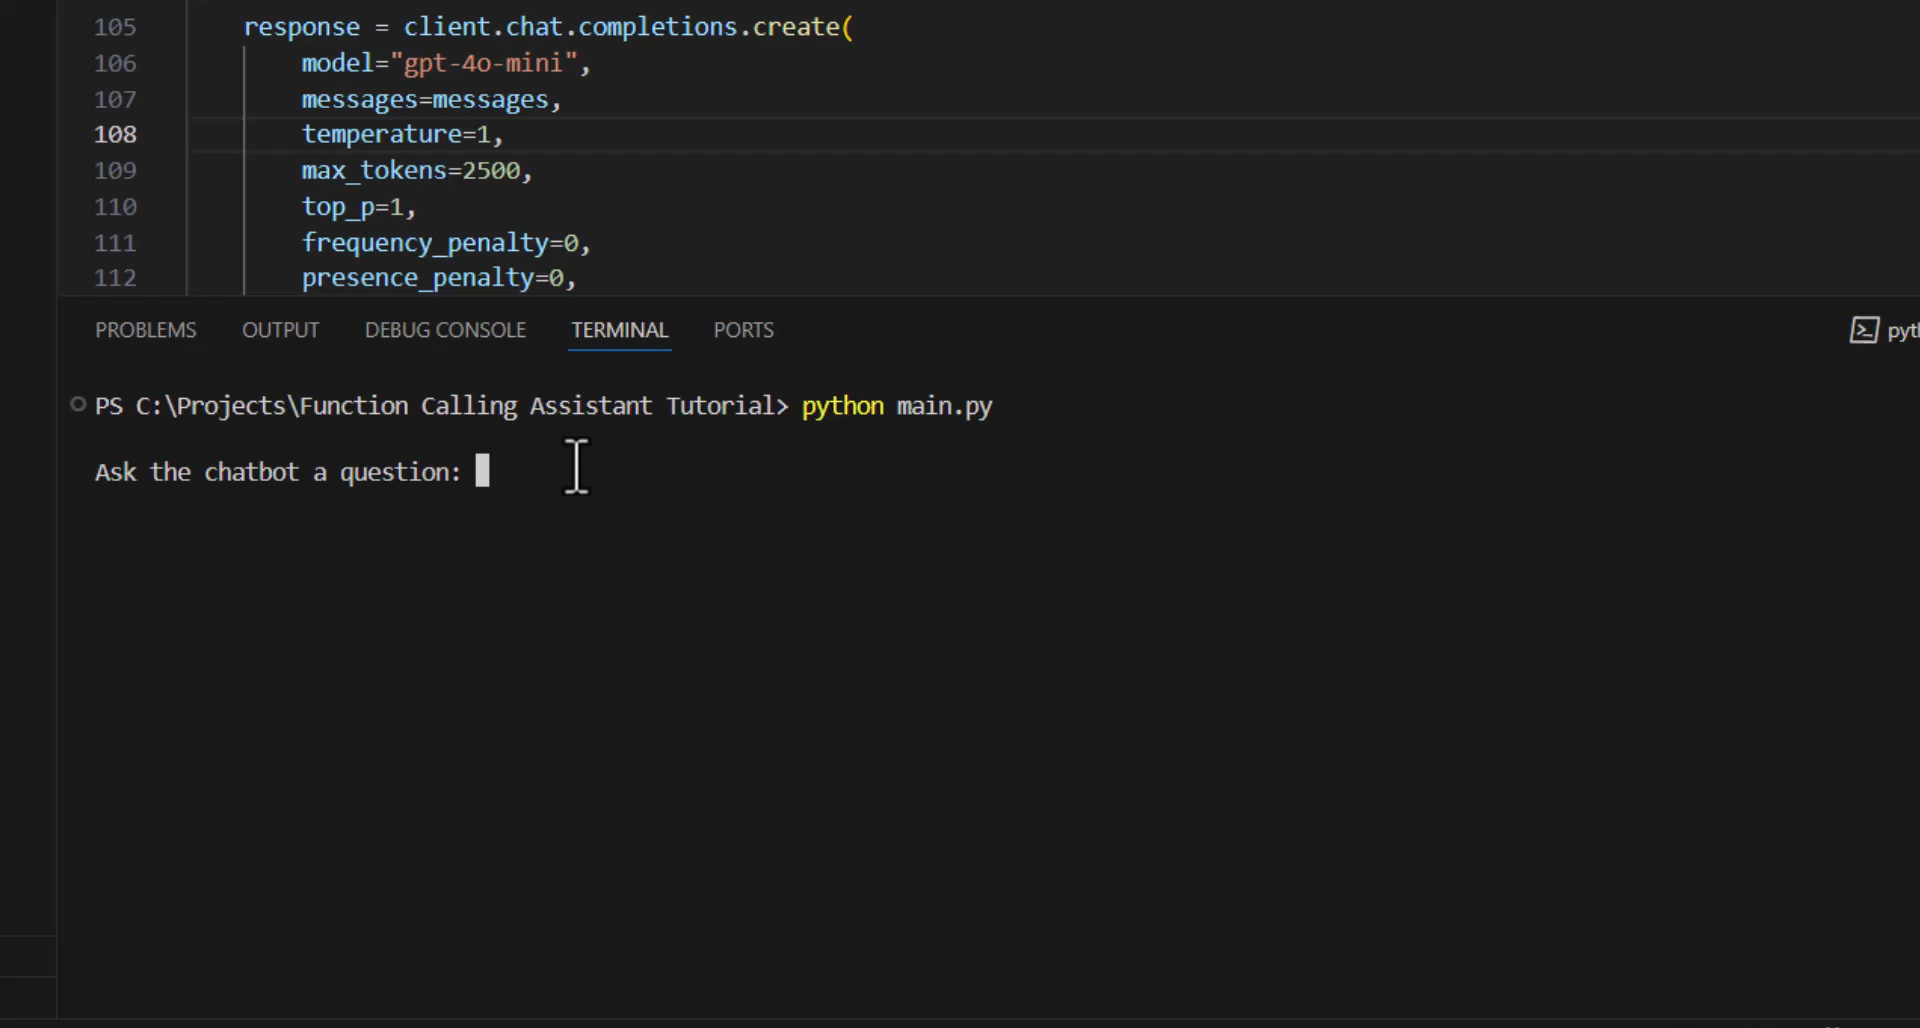 105 response = client.chat.completions.create(
106 model="gpt-4o-mini",
107 messages=messages,
108 temperature=1,
109 max_tokens=2500,
110 top_p=1,
111 frequency_penalty=0,
112 presence_penalty=0,
PROBLEMS OUTPUT DEBUG CONSOLE TERMINAL PORTS
PS C:\Projects\Function Calling Assistant Tutorial> python main.py
Ask the chatbot a question: